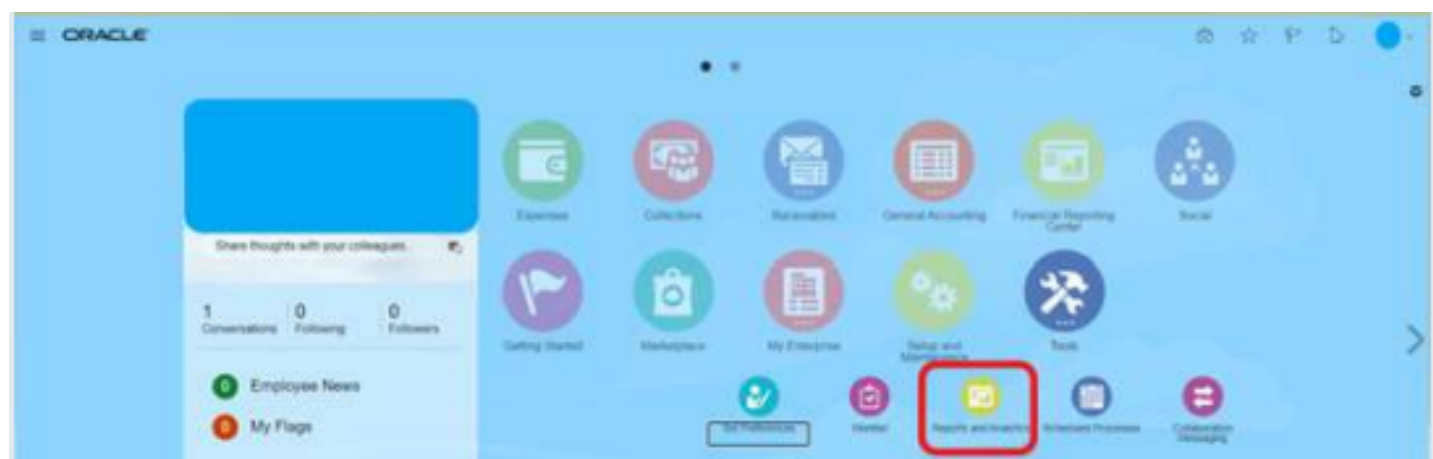 ORACLE
Share thoughts with your colleagues...
1
0
0
Conversations
Following
Followers
0 Employee News
0 My Flags
Expenses
Collections
Receivables
General Accounting
Financial Reporting
Center
Social
Getting Started
Marketplace
My Enterprise
Setup and
Maintenance
Tools
Set Preferences
Worklist
Reports and Analytics
Scheduled Processes
Collaboration
Messaging